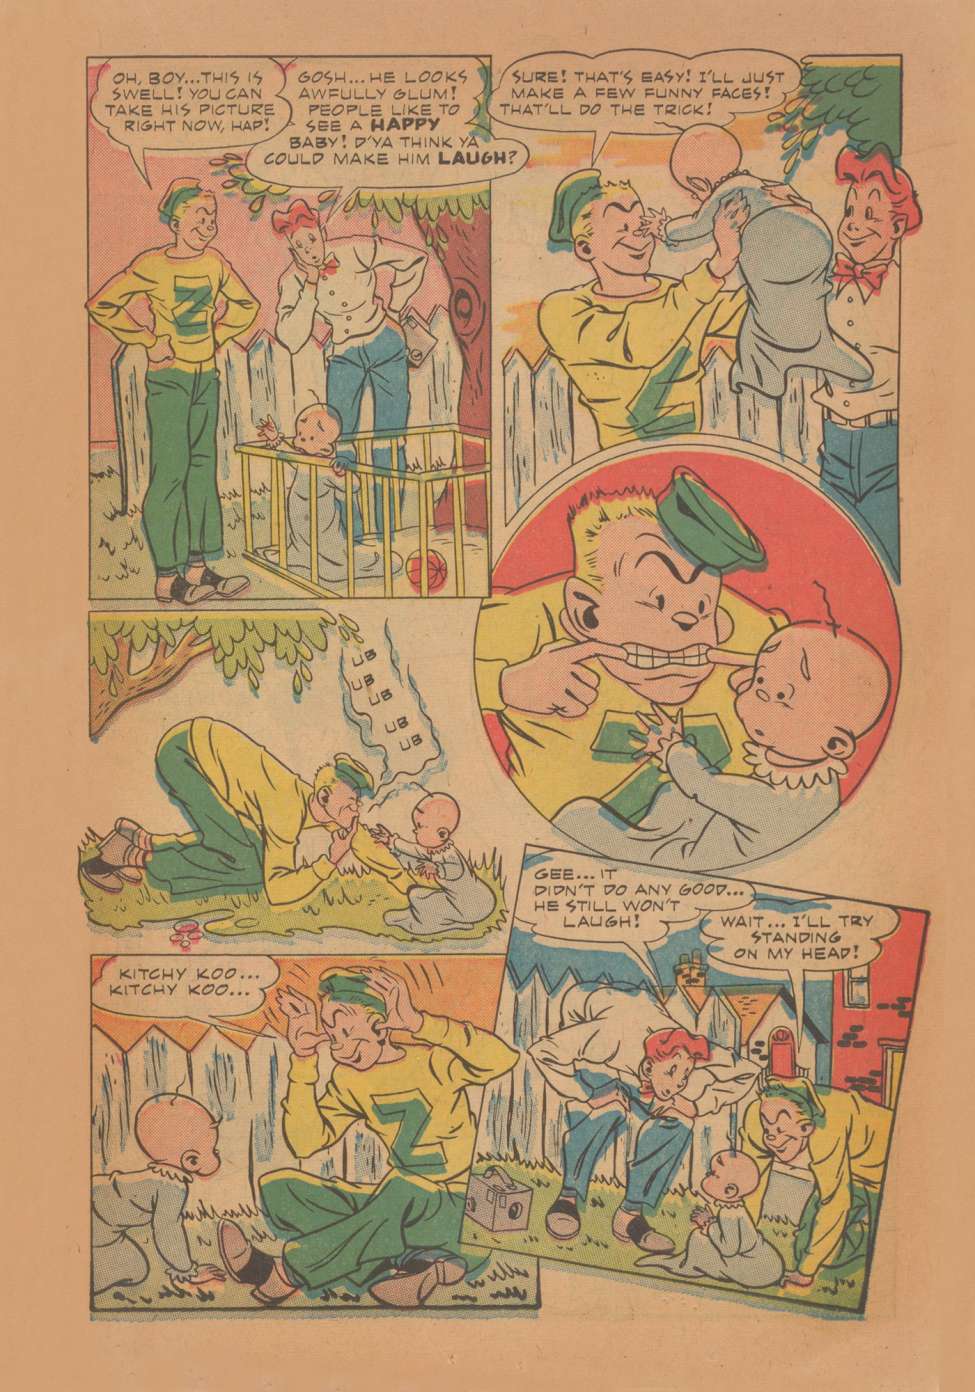 OH, BOY...THIS IS
SWELL! YOU CAN
TAKE HIS PICTURE
RIGHT NOW, HAP!
GOSH...HE LOOKS
AWFULLY GLUM!
PEOPLE LIKE TO
SEE A HAPPY
BABY! D'YA THINK YA
COULD MAKE HIM LAUGH?
Z
SURE! THAT'S EASY! I'LL JUST
MAKE A FEW FUNNY FACES!
THAT'LL DO THE TRICK!
Z
UB
UB
UB
UB
UB
KITCHY KOO...
KITCHY KOO...
Z
GEE...IT
DIDN'T DO ANY GOOD...
HE STILL WON'T
LAUGH!
WAIT...I'LL TRY
STANDING
ON MY HEAD!